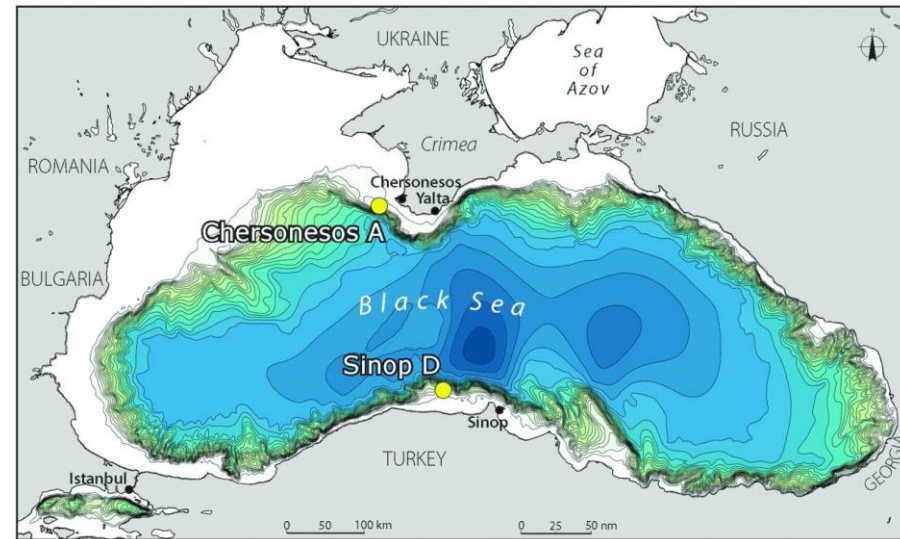 N
UKRAINE
Sea
of
Azov
RUSSIA
Crimea
ROMANIA
Chersonesos
Yalta
Chersonesos A
BULGARIA
Black Sea
Sinop D
Sinop
TURKEY
GEORGIA
Istanbul
0 50 100 km
0 25 50 nm